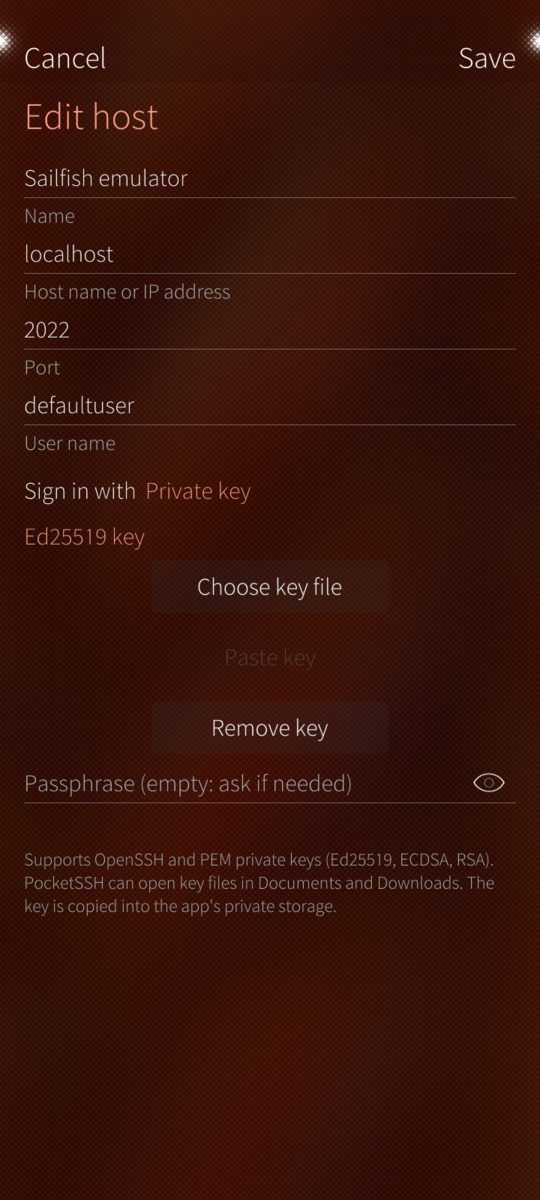 Cancel
Save
Edit host
Sailfish emulator
Name
localhost
Host name or IP address
2022
Port
defaultuser
User name
Sign in with Private key
Ed25519 key
Choose key file
Paste key
Remove key
Passphrase (empty: ask if needed)
Supports OpenSSH and PEM private keys (Ed25519, ECDSA, RSA).
PocketSSH can open key files in Documents and Downloads. The
key is copied into the app's private storage.